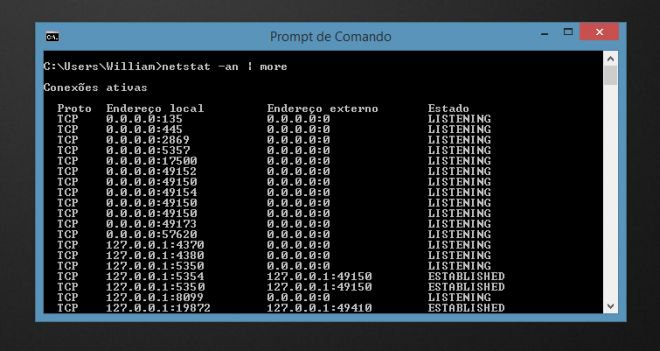 Prompt de Comando
C:\Users\William>netstat -an | more
Conexões ativas
Proto Endereço local Endereço externo Estado
TCP 0.0.0.0:135 0.0.0.0:0 LISTENING
TCP 0.0.0.0:445 0.0.0.0:0 LISTENING
TCP 0.0.0.0:2869 0.0.0.0:0 LISTENING
TCP 0.0.0.0:5357 0.0.0.0:0 LISTENING
TCP 0.0.0.0:17500 0.0.0.0:0 LISTENING
TCP 0.0.0.0:49152 0.0.0.0:0 LISTENING
TCP 0.0.0.0:49150 0.0.0.0:0 LISTENING
TCP 0.0.0.0:49154 0.0.0.0:0 LISTENING
TCP 0.0.0.0:49150 0.0.0.0:0 LISTENING
TCP 0.0.0.0:49150 0.0.0.0:0 LISTENING
TCP 0.0.0.0:49173 0.0.0.0:0 LISTENING
TCP 0.0.0.0:57620 0.0.0.0:0 LISTENING
TCP 127.0.0.1:4370 0.0.0.0:0 LISTENING
TCP 127.0.0.1:4380 0.0.0.0:0 LISTENING
TCP 127.0.0.1:5350 0.0.0.0:0 LISTENING
TCP 127.0.0.1:5354 127.0.0.1:49150 ESTABLISHED
TCP 127.0.0.1:5350 127.0.0.1:49150 ESTABLISHED
TCP 127.0.0.1:8099 0.0.0.0:0 LISTENING
TCP 127.0.0.1:19872 127.0.0.1:49410 ESTABLISHED